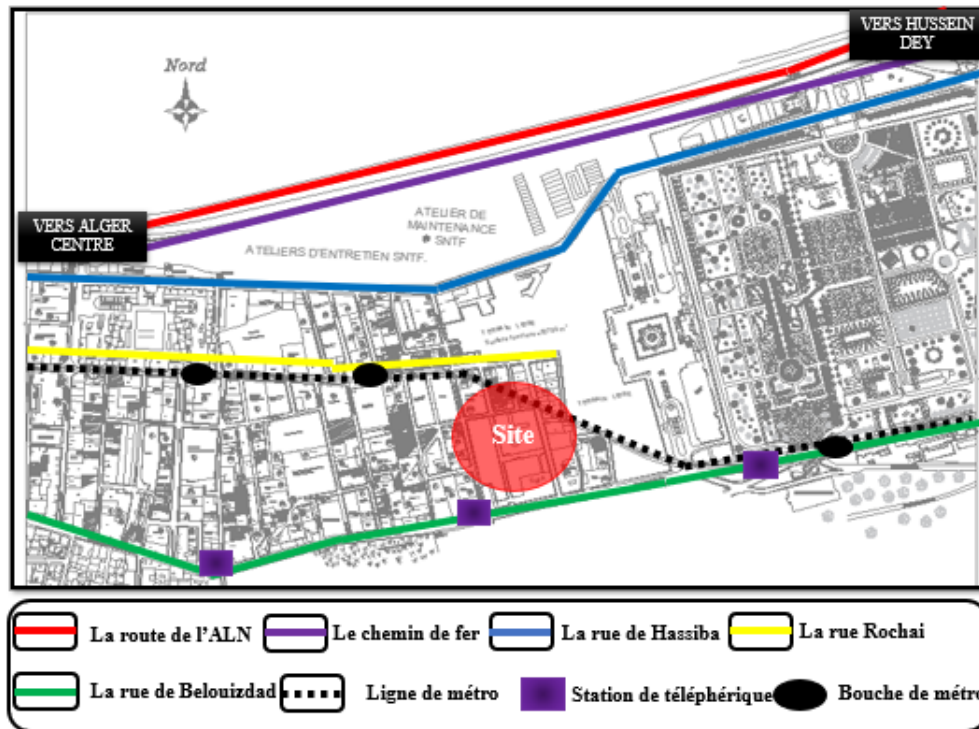 VERS HUSSEIN
DEY
Nord
VERS ALGER
CENTRE
ATELIER DE
MAINTENANCE
SNTF
ATELIERS D'ENTRETIEN SNTF.
Site
La route de l'ALN
Le chemin de fer
La rue de Hassiba
La rue Rochai
La rue de Belouizdad
Ligne de métro
Station de téléphérique
Bouche de métro